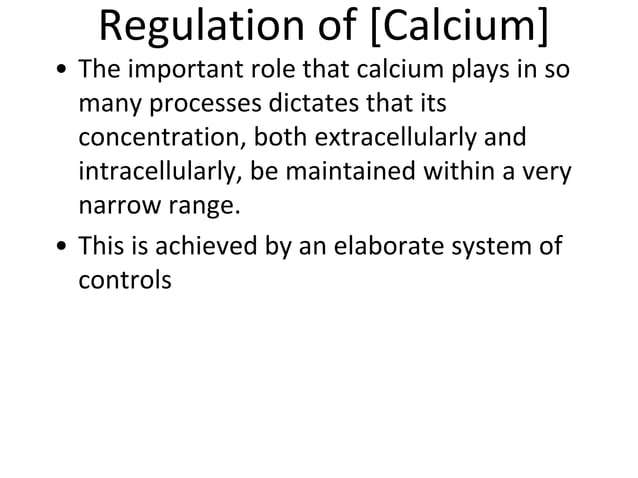 Regulation of [Calcium]
• The important role that calcium plays in so
many processes dictates that its
concentration, both extracellularly and
intracellularly, be maintained within a very
narrow range.
• This is achieved by an elaborate system of
controls